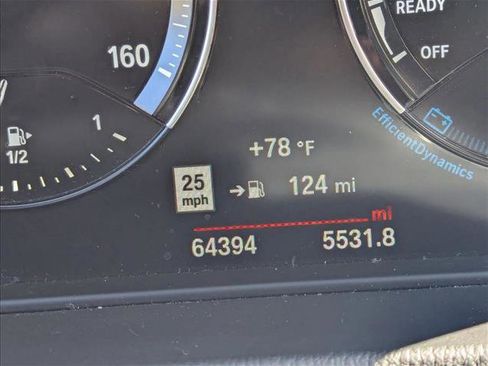 READY
160
OFF
EfficientDynamics
1
1/2
+78 °F
25
mph
124 mi
mi
64394 5531.8